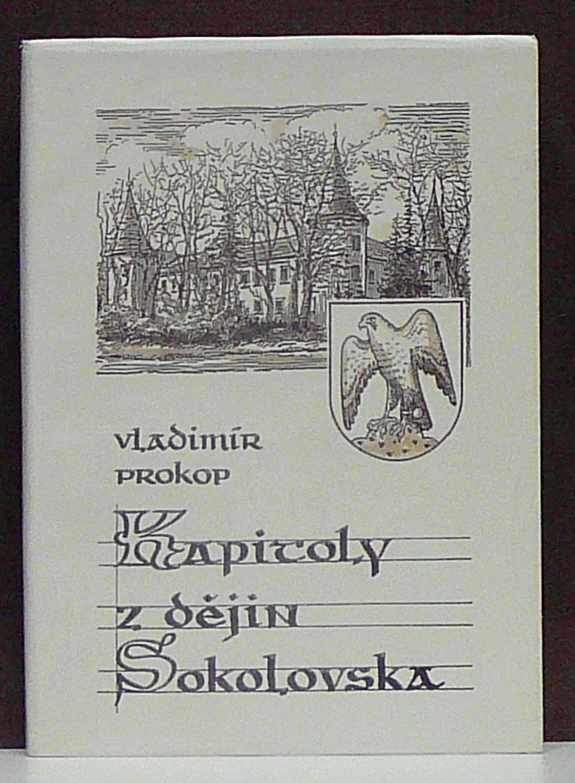 vladimír
prokop
Kapitoly
z dějin
Sokolovska